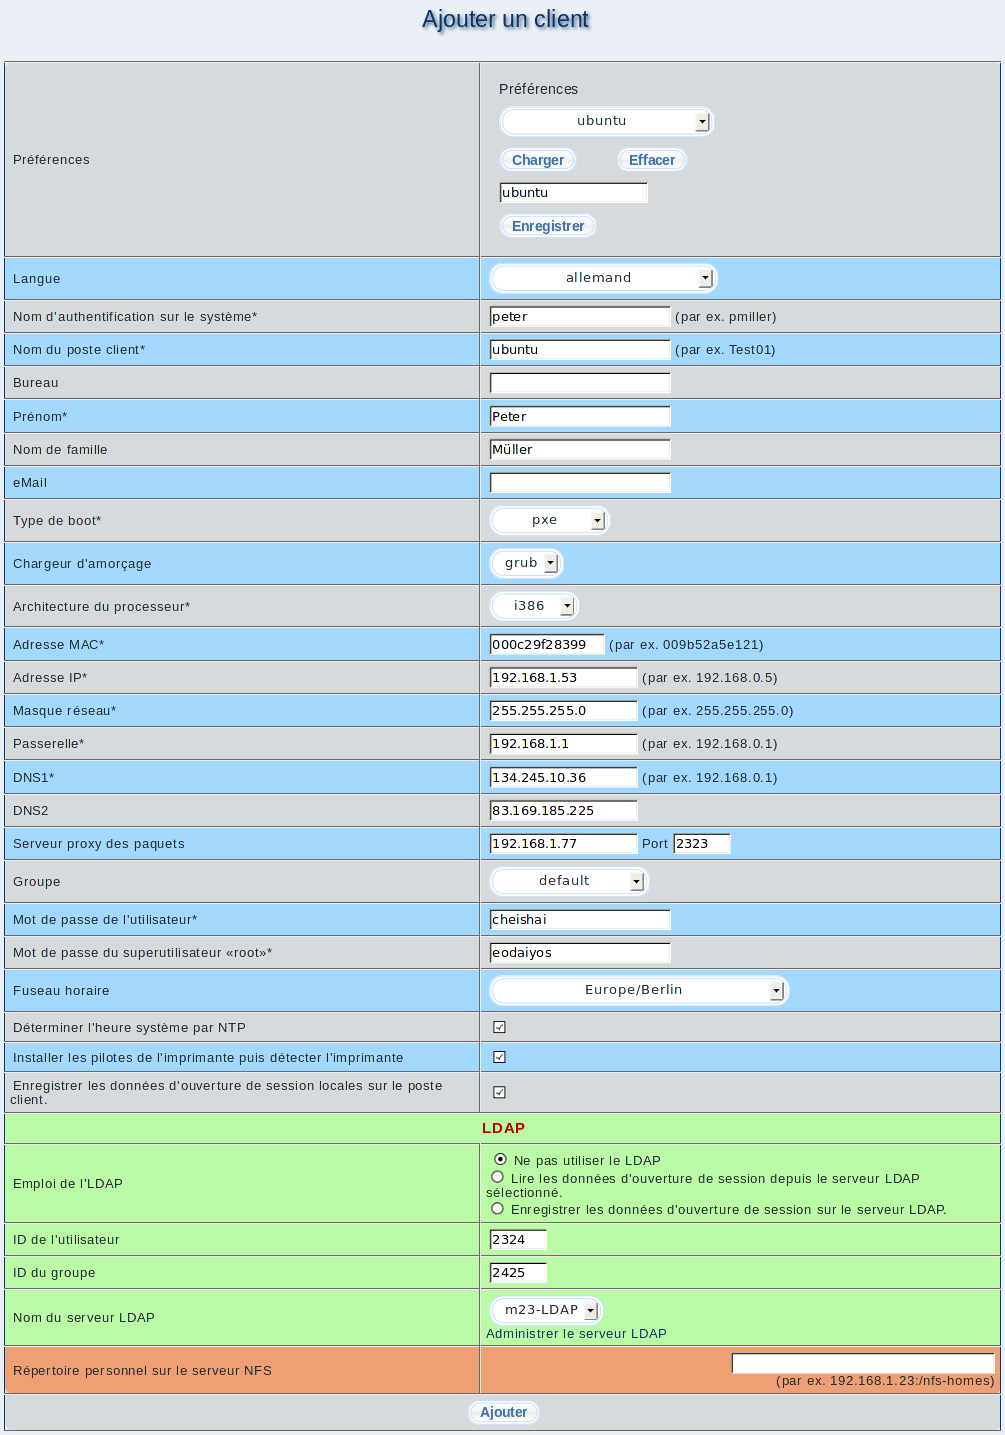 Ajouter un client
Préférences
Préférences
ubuntu
Charger Effacer
ubuntu
Enregistrer
Langue allemand
Nom d'authentification sur le système* peter (par ex. pmiller)
Nom du poste client* ubuntu (par ex. Test01)
Bureau
Prénom* Peter
Nom de famille Müller
eMail
Type de boot* pxe
Chargeur d'amorçage grub
Architecture du processeur* i386
Adresse MAC* 000c29f28399 (par ex. 009b52a5e121)
Adresse IP* 192.168.1.53 (par ex. 192.168.0.5)
Masque réseau* 255.255.255.0 (par ex. 255.255.255.0)
Passerelle* 192.168.1.1 (par ex. 192.168.0.1)
DNS1* 134.245.10.36 (par ex. 192.168.0.1)
DNS2 83.169.185.225
Serveur proxy des paquets 192.168.1.77 Port 2323
Groupe default
Mot de passe de l'utilisateur* cheishai
Mot de passe du superutilisateur «root»* eodaiyos
Fuseau horaire Europe/Berlin
Déterminer l'heure système par NTP
Installer les pilotes de l'imprimante puis détecter l'imprimante
Enregistrer les données d'ouverture de session locales sur le poste
client.
LDAP
Emploi de l'LDAP
Ne pas utiliser le LDAP
Lire les données d'ouverture de session depuis le serveur LDAP
sélectionné.
Enregistrer les données d'ouverture de session sur le serveur LDAP.
ID de l'utilisateur 2324
ID du groupe 2425
Nom du serveur LDAP m23-LDAP
Administrer le serveur LDAP
Répertoire personnel sur le serveur NFS
(par ex. 192.168.1.23:/nfs-homes)
Ajouter